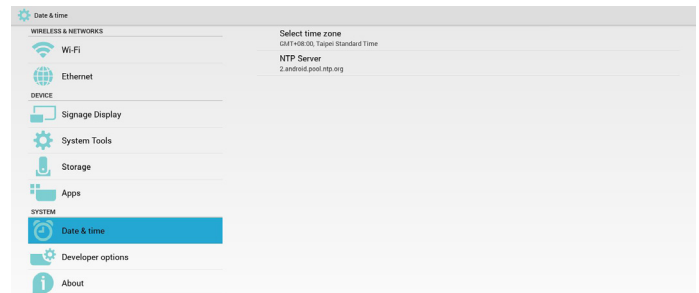 Date & time
WIRELESS & NETWORKS
Wi-Fi
Ethernet
DEVICE
Signage Display
System Tools
Storage
Apps
SYSTEM
Date & time
Developer options
About
Select time zone
GMT+08:00, Taipei Standard Time
NTP Server
2.android.pool.ntp.org